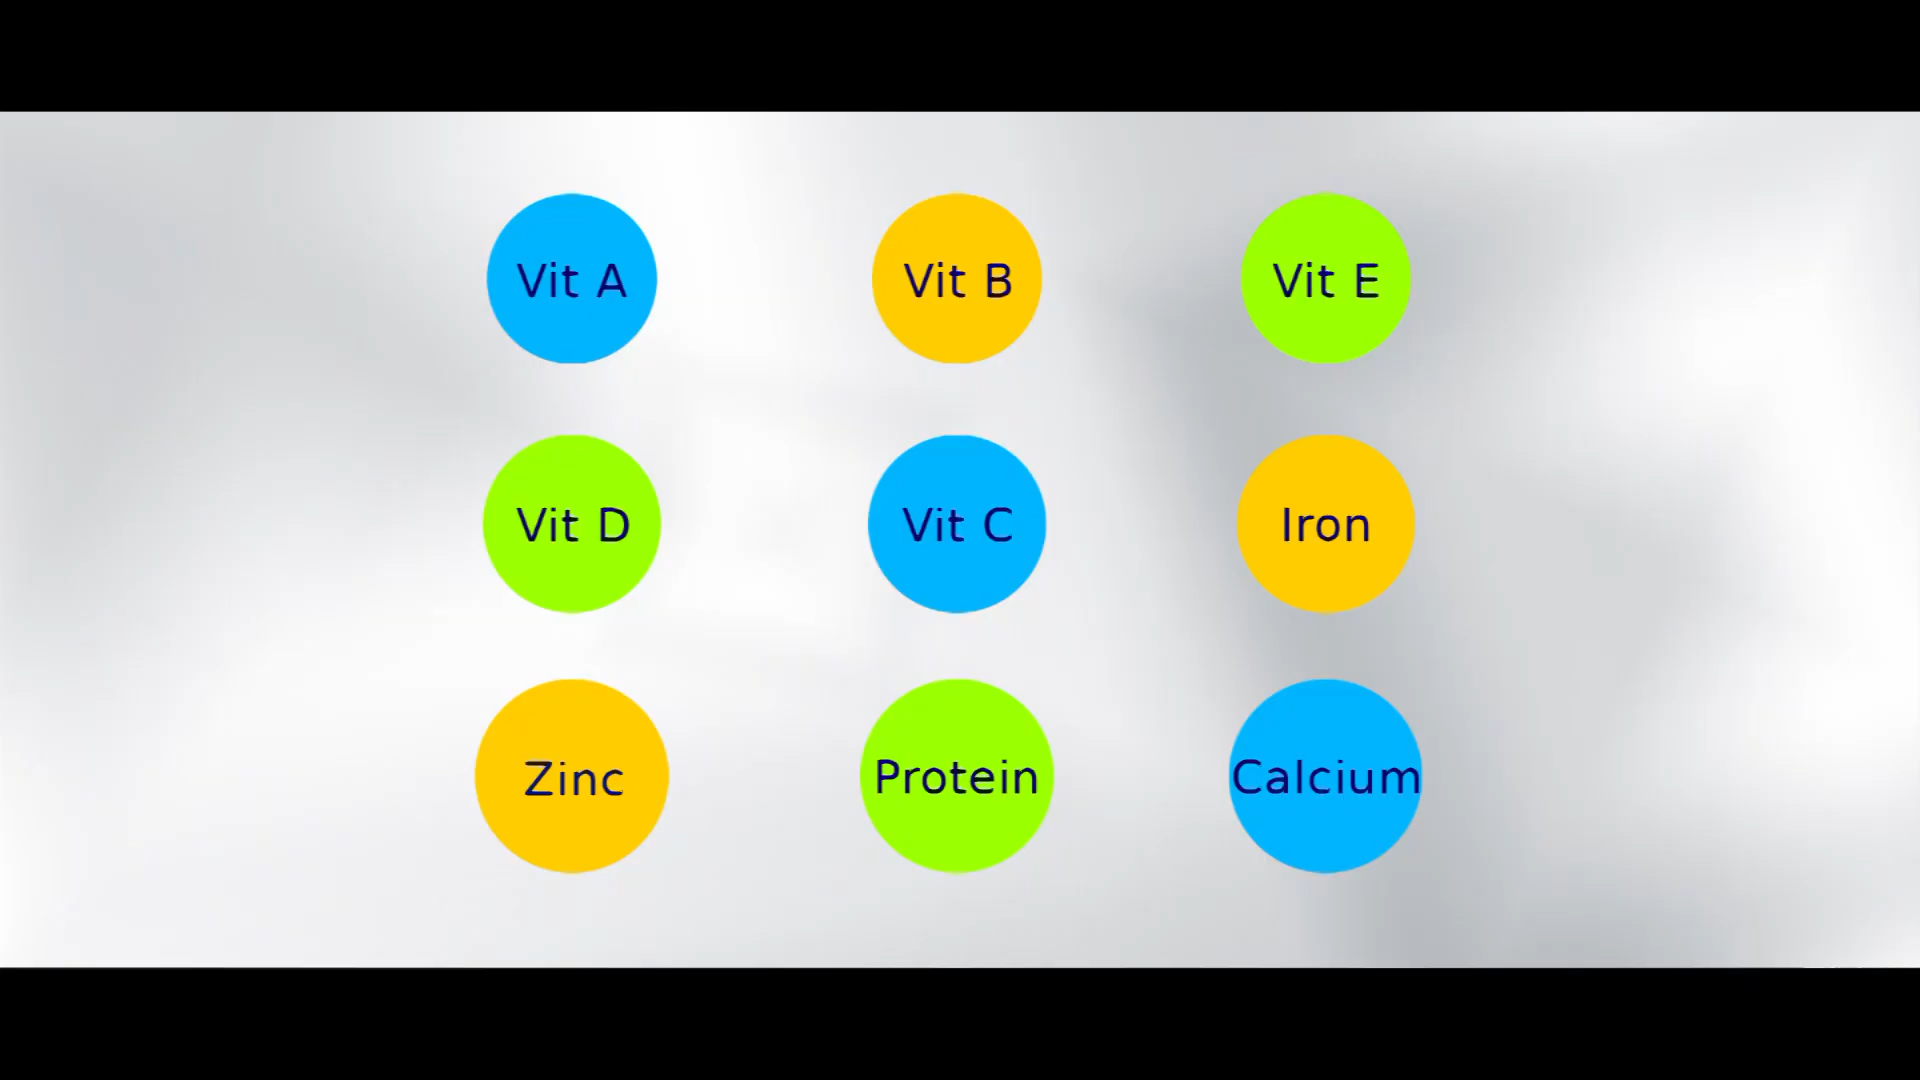 Vit A
Vit B
Vit E
Vit D
Vit C
Iron
Zinc
Protein
Calcium